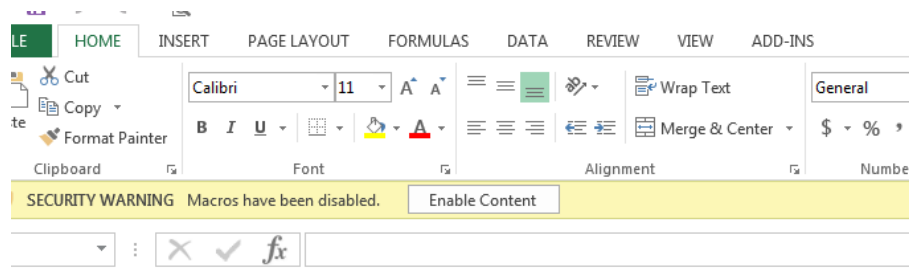 LE HOME INSERT PAGE LAYOUT FORMULAS DATA REVIEW VIEW ADD-INS
Cut
Calibri 11 A A Wrap Text General
Copy
te
Format Painter B I U A Merge & Center $ % ,
Clipboard Font Alignment Numbe
SECURITY WARNING Macros have been disabled. Enable Content
fx